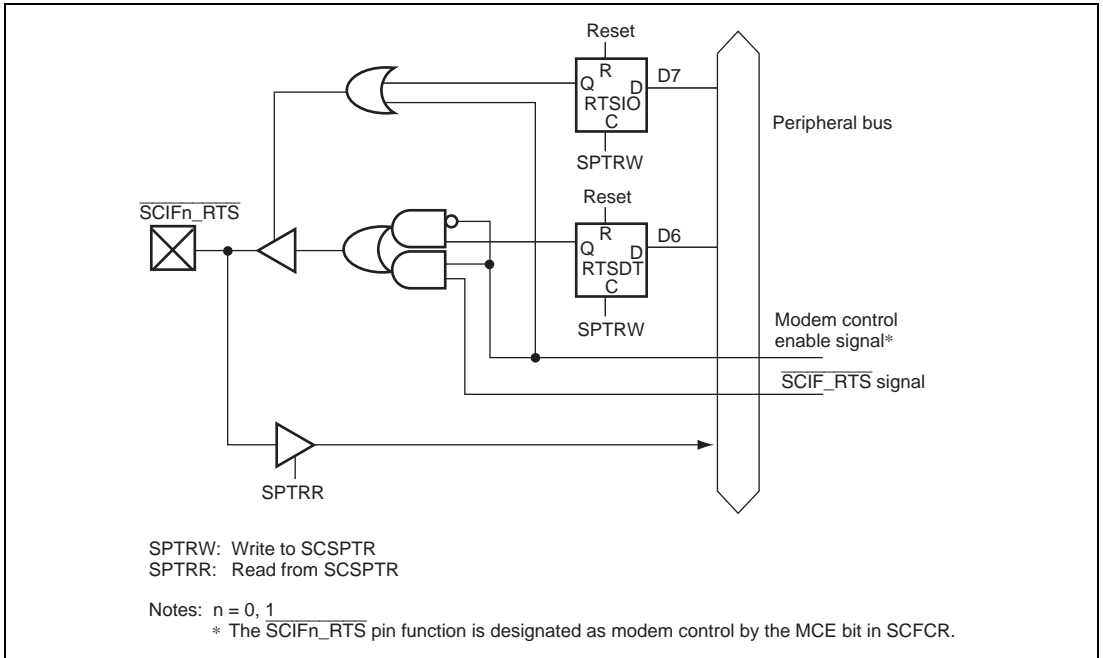 Reset
R
Q D
RTSIO
C
D7
SPTRW
Peripheral bus
SCIFn_RTS
Reset
R
Q D
RTSDT
C
D6
SPTRW
Modem control
enable signal*
SCIF_RTS signal
SPTRR
SPTRW: Write to SCSPTR
SPTRR: Read from SCSPTR
Notes: n = 0, 1
* The SCIFn_RTS pin function is designated as modem control by the MCE bit in SCFCR.